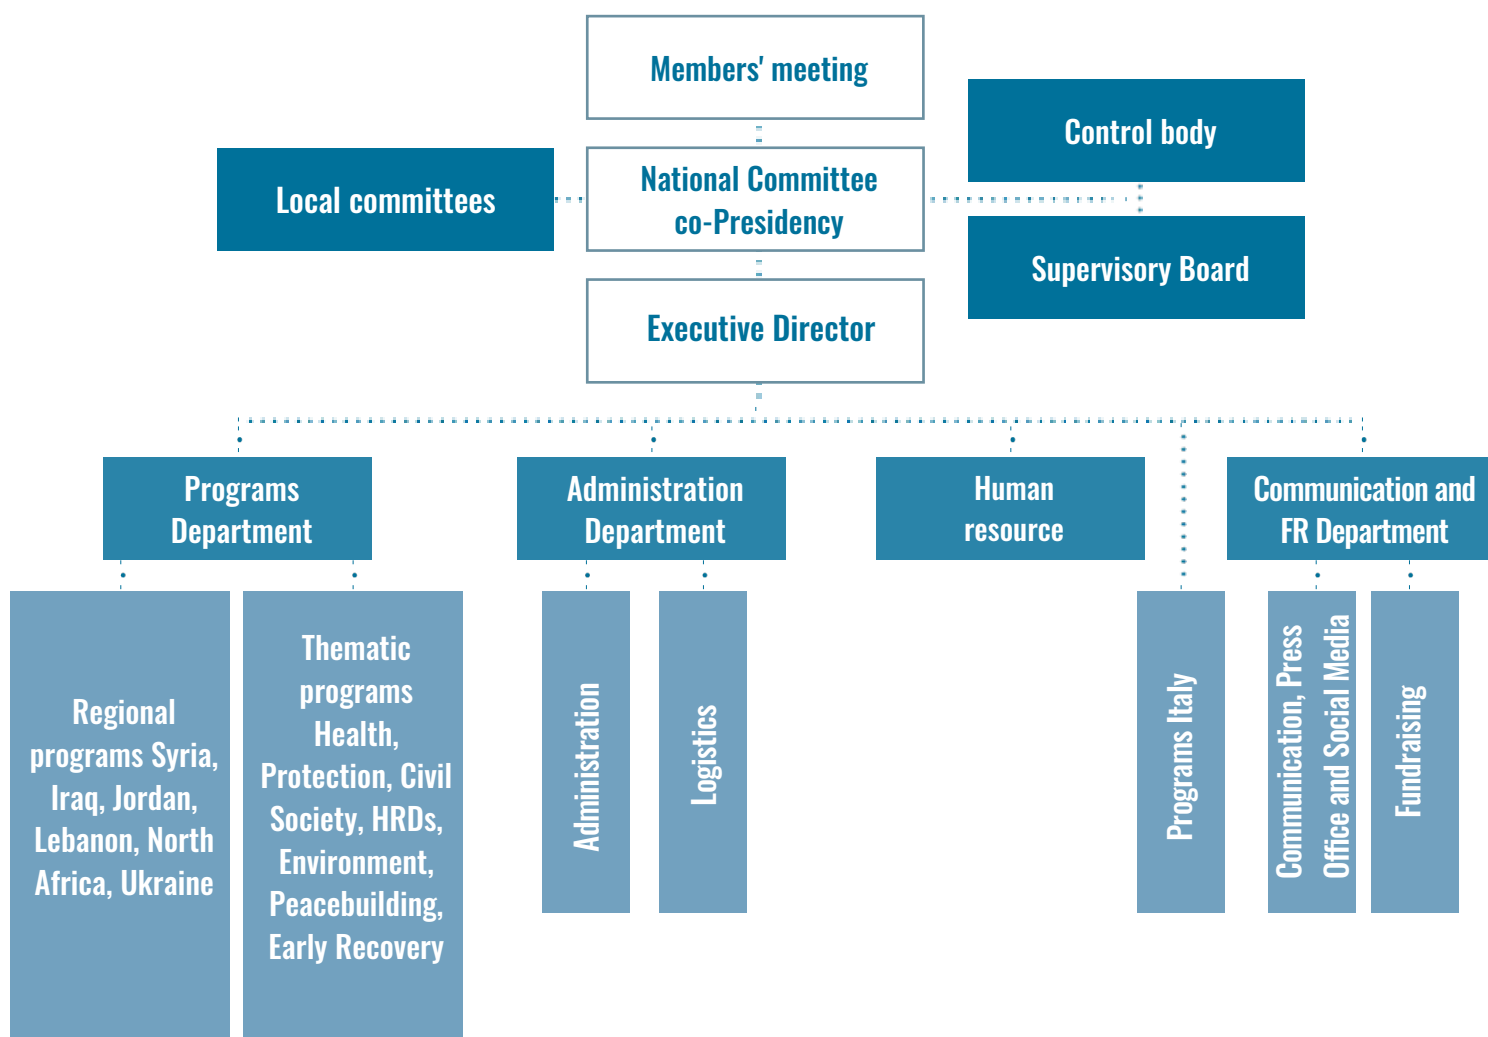 Members' meeting
Control body
Local committees
National Committee
co-Presidency
Supervisory Board
Executive Director
Programs
Department
Administration
Department
Human
resource
Communication and
FR Department
Regional
programs Syria,
Iraq, Jordan,
Lebanon, North
Africa, Ukraine
Thematic
programs
Health,
Protection, Civil
Society, HRDs,
Environment,
Peacebuilding,
Early Recovery
Administration
Logistics
Programs Italy
Communication, Press
Office and Social Media
Fundraising